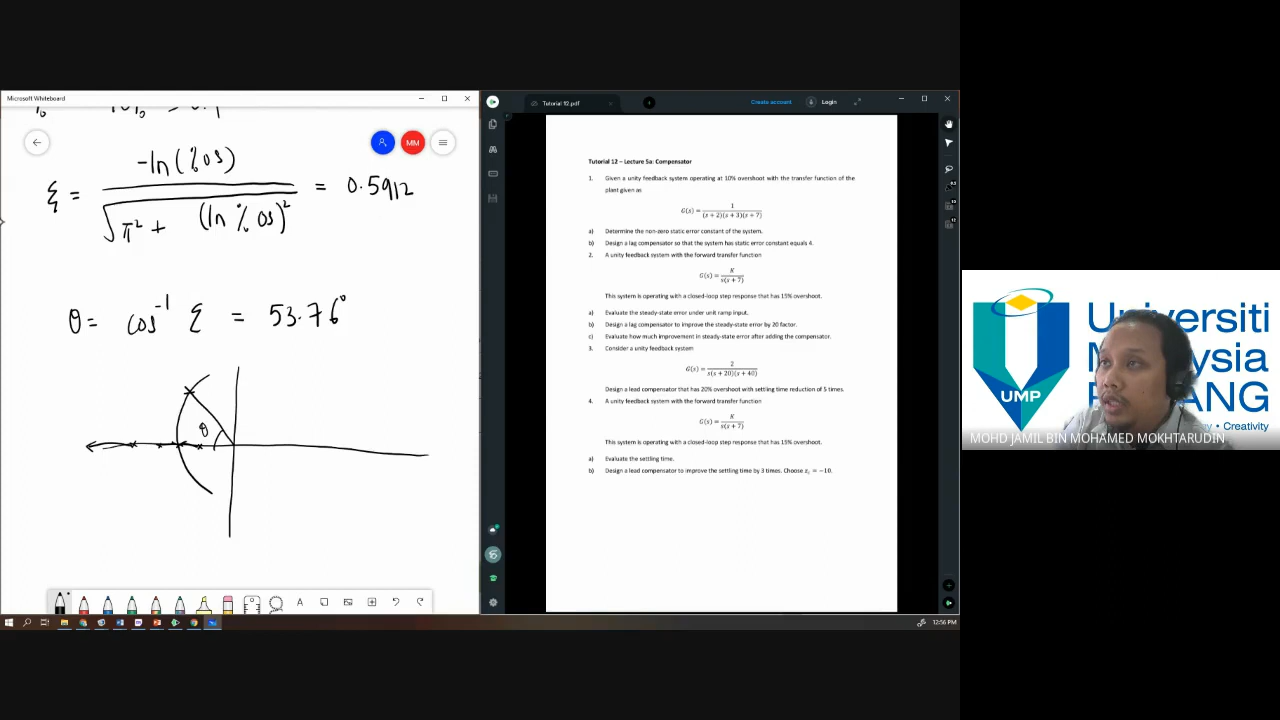 Microsoft Whiteboard
MM
-ln(%os)
ξ = = 0.5912
√π² + (ln % os)²
θ = cos⁻¹ ξ = 53.76°
θ
Tutorial 12.pdf
Create account
Login
Tutorial 12 – Lecture 5a: Compensator
1. Given a unity feedback system operating at 10% overshoot with the transfer function of the
plant given as
G(s) = 1 / (s + 2)(s + 3)(s + 7)
a) Determine the non-zero static error constant of the system.
b) Design a lag compensator so that the system has static error constant equals 4.
2. A unity feedback system with the forward transfer function
G(s) = K / s(s + 7)
This system is operating with a closed-loop step response that has 15% overshoot.
a) Evaluate the steady-state error under unit ramp input.
b) Design a lag compensator to improve the steady-state error by 20 factor.
c) Evaluate how much improvement in steady-state error after adding the compensator.
3. Consider a unity feedback system
G(s) = 2 / s(s + 20)(s + 40)
Design a lead compensator that has 20% overshoot with settling time reduction of 5 times.
4. A unity feedback system with the forward transfer function
G(s) = K / s(s + 7)
This system is operating with a closed-loop step response that has 15% overshoot.
a) Evaluate the settling time.
b) Design a lead compensator to improve the settling time by 3 times. Choose z_c = −10.
12:56 PM
Universiti
Malaysia
PAHANG
UMP
• Creativity
MOHD JAMIL BIN MOHAMED MOKHTARUDIN